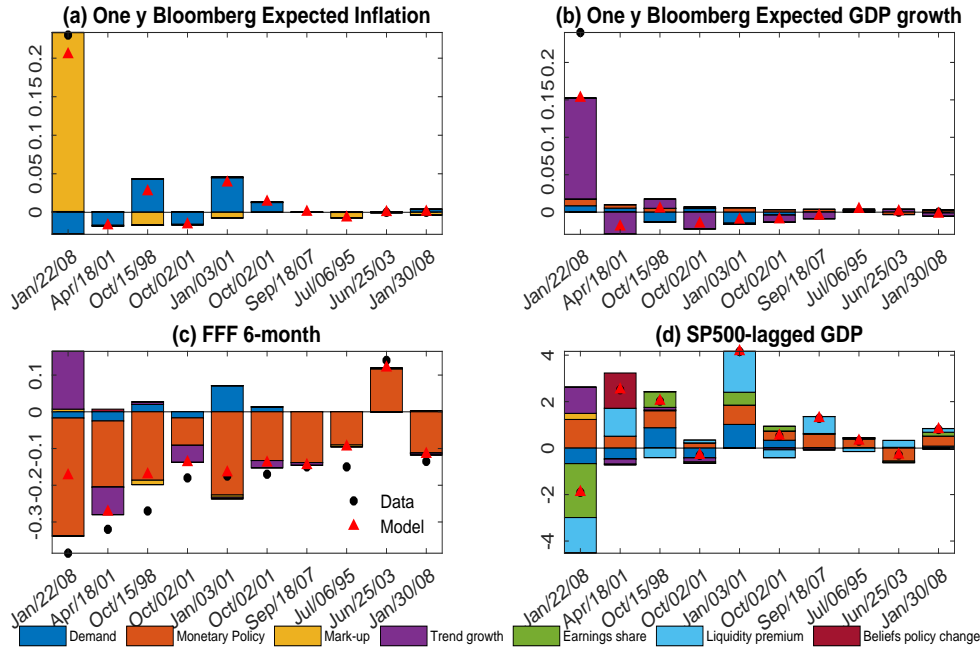 (a) One y Bloomberg Expected Inflation
0.2
0.15
0.1
0.05
0
Jan/22/08
Apr/18/01
Oct/15/98
Oct/02/01
Jan/03/01
Oct/02/01
Sep/18/07
Jul/06/95
Jun/25/03
Jan/30/08
(b) One y Bloomberg Expected GDP growth
0.2
0.15
0.1
0.05
0
Jan/22/08
Apr/18/01
Oct/15/98
Oct/02/01
Jan/03/01
Oct/02/01
Sep/18/07
Jul/06/95
Jun/25/03
Jan/30/08
(c) FFF 6-month
0.1
0
-0.1
-0.2
-0.3
Data
Model
Jan/22/08
Apr/18/01
Oct/15/98
Oct/02/01
Jan/03/01
Oct/02/01
Sep/18/07
Jul/06/95
Jun/25/03
Jan/30/08
(d) SP500-lagged GDP
4
2
0
-2
-4
Jan/22/08
Apr/18/01
Oct/15/98
Oct/02/01
Jan/03/01
Oct/02/01
Sep/18/07
Jul/06/95
Jun/25/03
Jan/30/08
Demand
Monetary Policy
Mark-up
Trend growth
Earnings share
Liquidity premium
Beliefs policy change